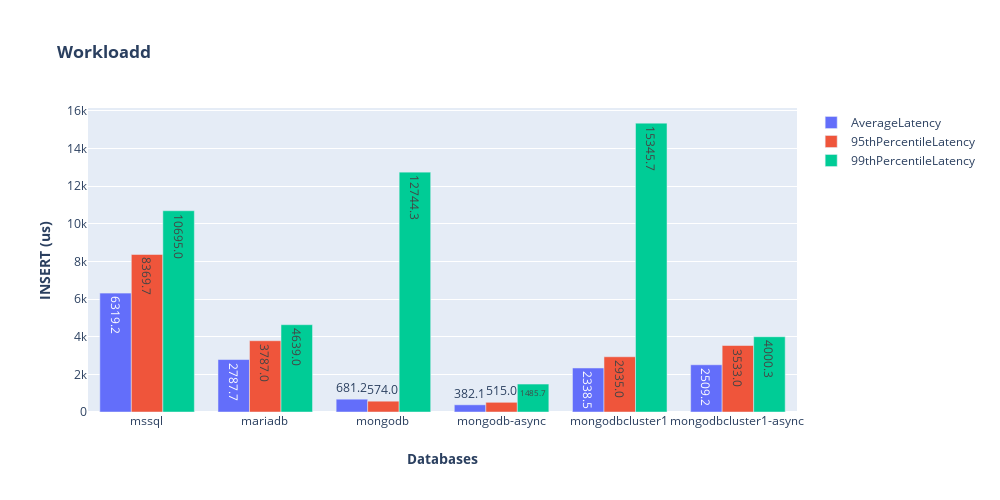 Workloadd
INSERT (us)
16k
14k
12k
10k
8k
6k
4k
2k
0
6319.2
8369.7
10695.0
2787.7
3787.0
4639.0
681.2
574.0
12744.3
382.1
515.0
1485.7
2338.5
2935.0
15345.7
2509.2
3533.0
4000.3
mssql
mariadb
mongodb
mongodb-async
mongodbcluster1
mongodbcluster1-async
Databases
AverageLatency
95thPercentileLatency
99thPercentileLatency